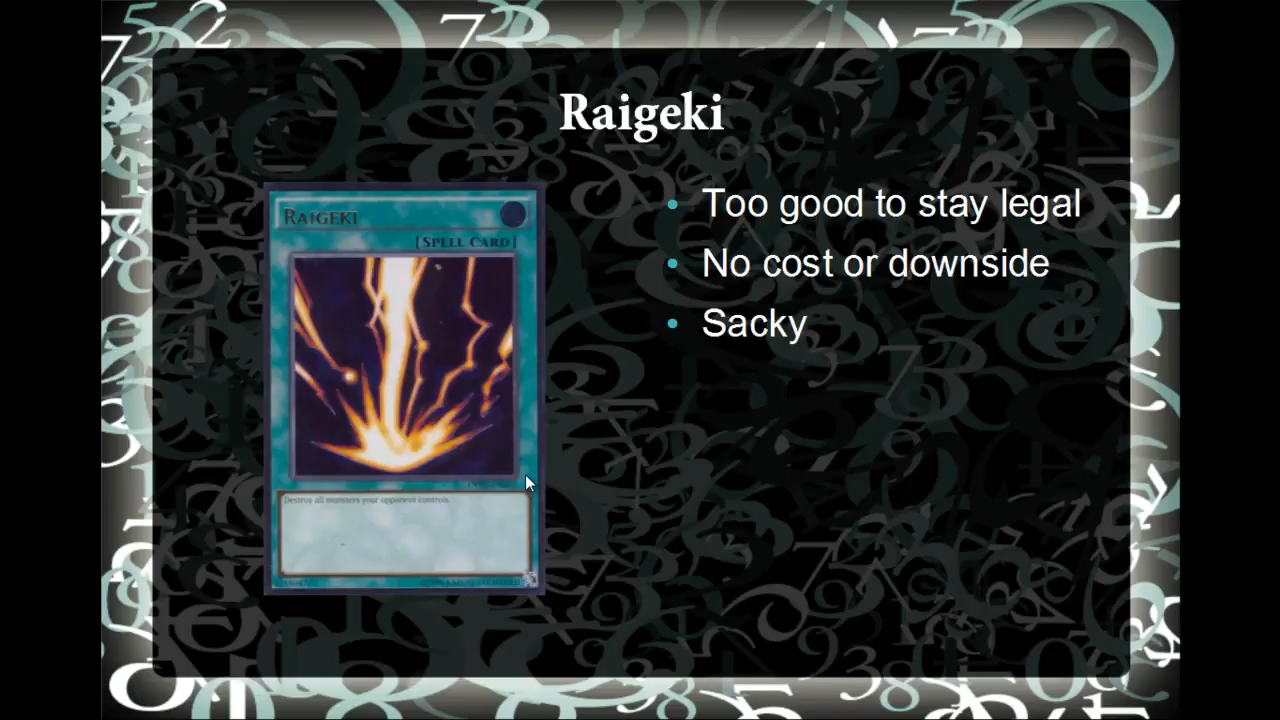 Raigeki
Too good to stay legal
No cost or downside
Sacky
RAIGEKI
[SPELL CARD]
Destroy all monsters your opponent controls.